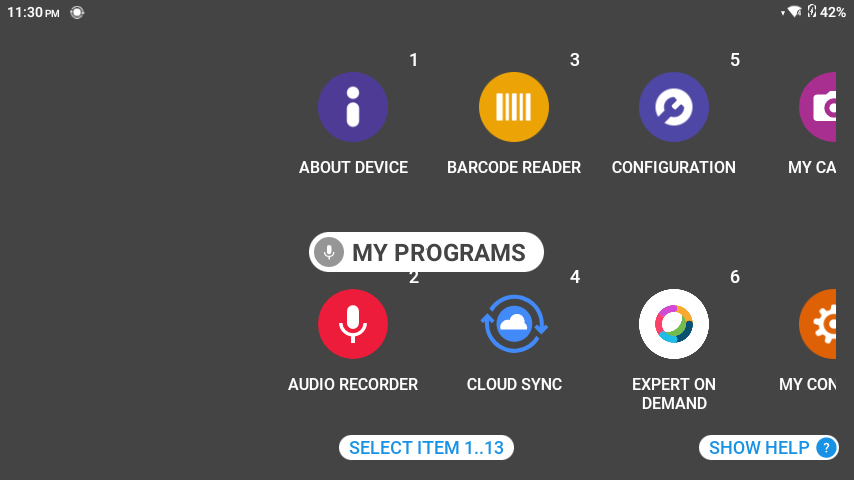 11:30 PM
42%
1
3
5
ABOUT DEVICE
BARCODE READER
CONFIGURATION
MY CA
MY PROGRAMS
2
4
6
AUDIO RECORDER
CLOUD SYNC
EXPERT ON
DEMAND
MY CON
SELECT ITEM 1..13
SHOW HELP ?